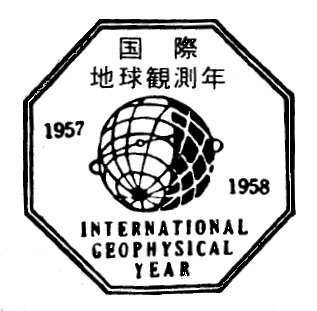 国際
地球観測年
1957
1958
INTERNATIONAL
GEOPHYSICAL
YEAR